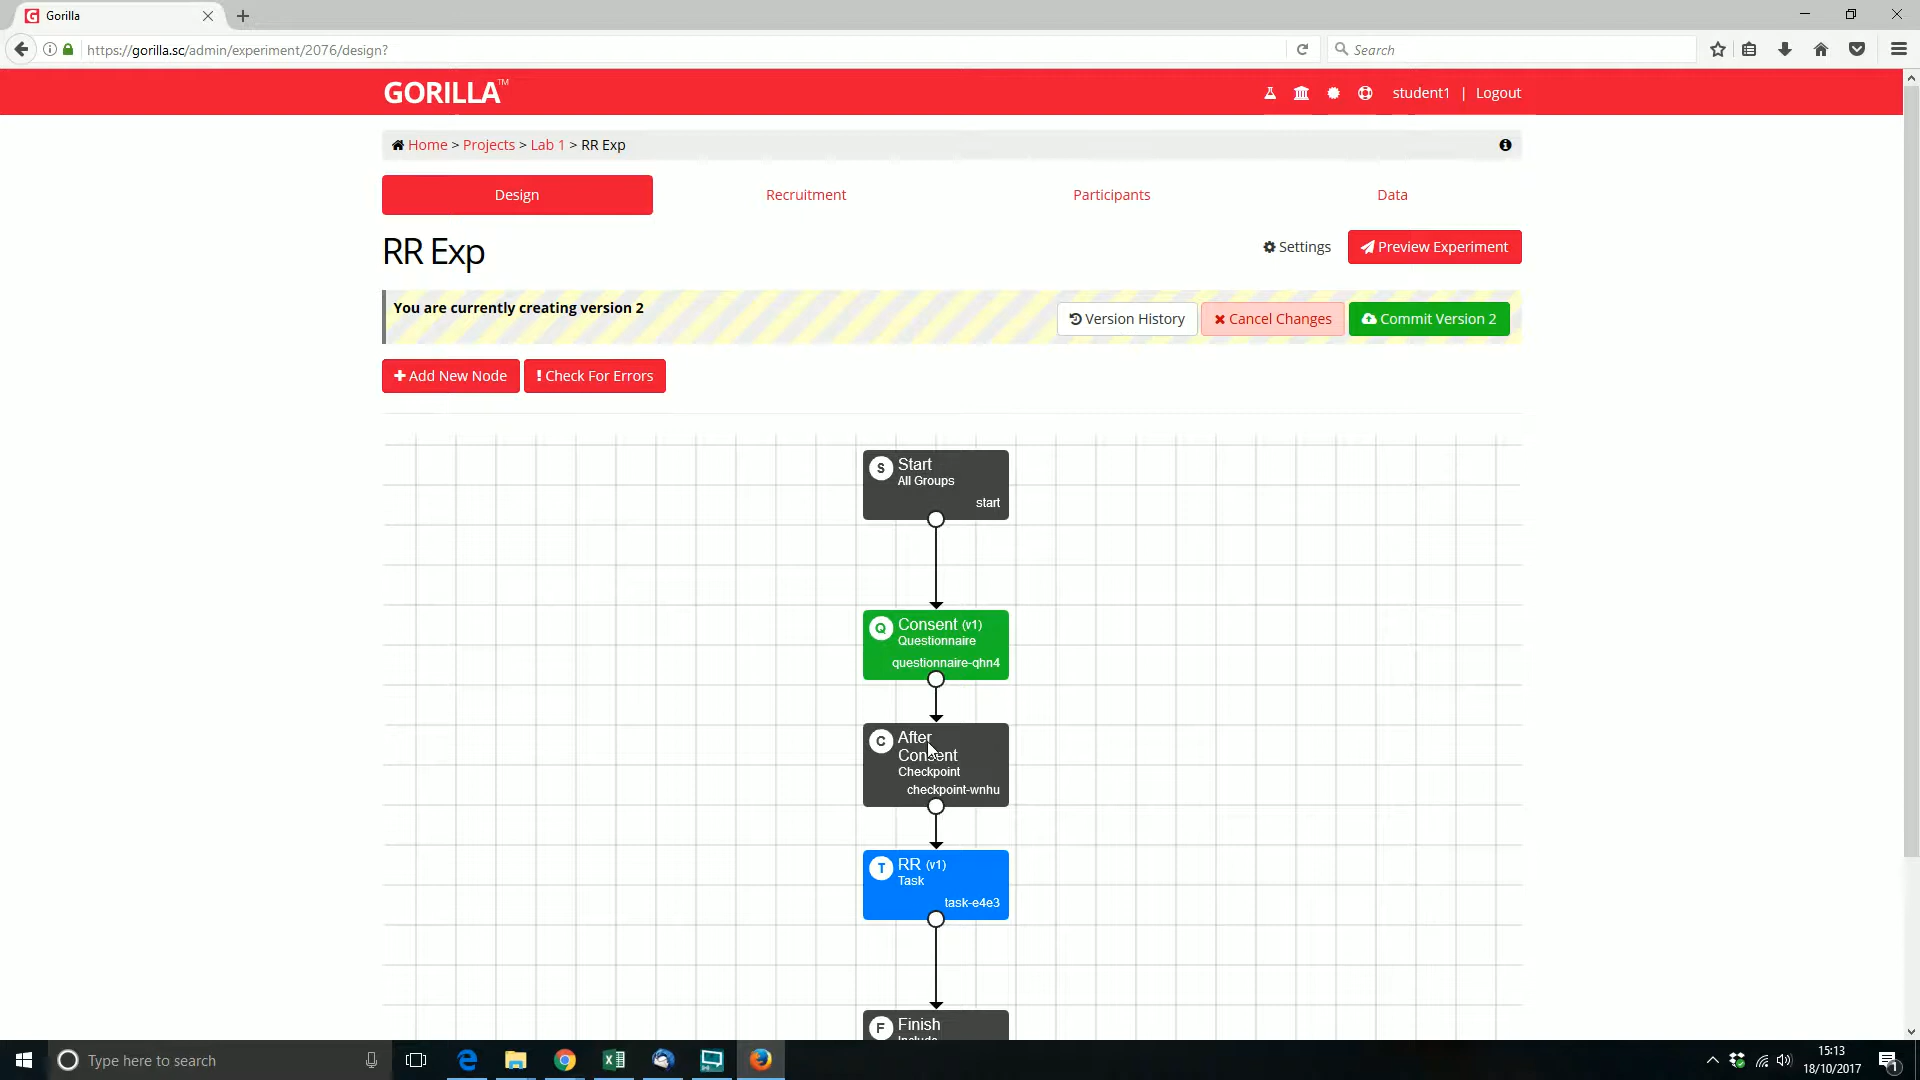 Gorilla
https://gorilla.sc/admin/experiment/2076/design?
Search
GORILLA™
student1 | Logout
Home > Projects > Lab 1 > RR Exp
Design
Recruitment
Participants
Data
RR Exp
Settings
Preview Experiment
You are currently creating version 2
Version History
Cancel Changes
Commit Version 2
Add New Node
Check For Errors
S
Start
All Groups
start
Q
Consent (v1)
Questionnaire
questionnaire-qhn4
C
After
Consent
Checkpoint
checkpoint-wnhu
T
RR (v1)
Task
task-e4e3
F
Finish
Include
Type here to search
15:13
18/10/2017
1